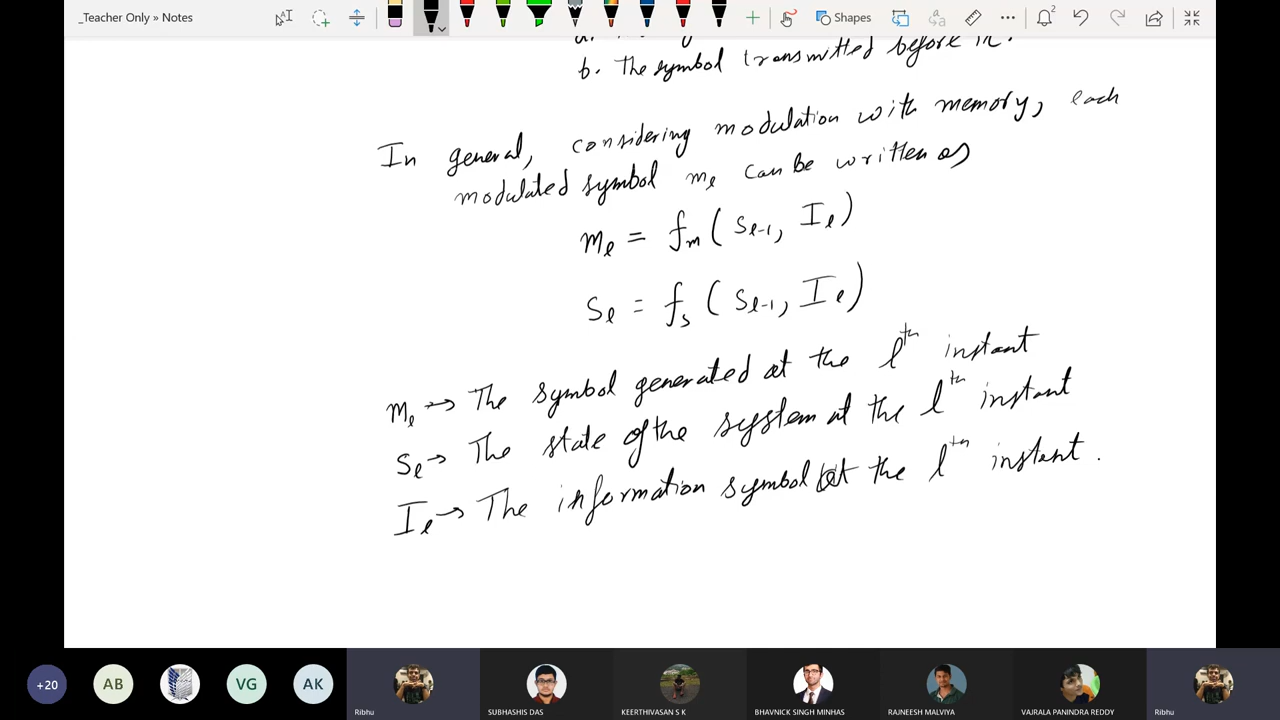 _Teacher Only » Notes
Shapes
2
b. The symbol transmitted before it.
In general, considering modulation with memory, each
modulated symbol mℓ can be written as
mℓ = fm (Sℓ-1, Iℓ)
Sℓ = fs (Sℓ-1, Iℓ)
mℓ → The symbol generated at the ℓth instant
Sℓ → The state of the system at the ℓth instant
Iℓ → The information symbol at the ℓth instant.
+20
AB
VG
AK
Ribhu
SUBHASHIS DAS
KEERTHIVASAN S K
BHAVNICK SINGH MINHAS
RAJNEESH MALVIYA
VAJRALA PANINDRA REDDY
Ribhu